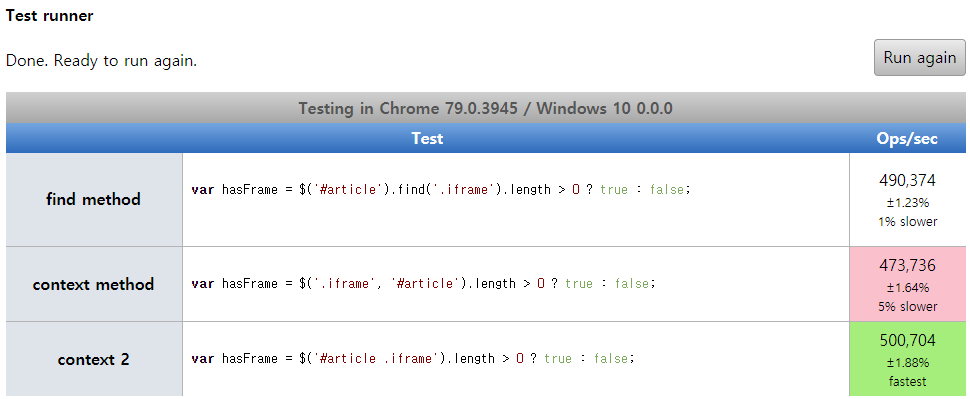 Test runner
Done. Ready to run again.
Run again
Testing in Chrome 79.0.3945 / Windows 10 0.0.0
Test Ops/sec
find method
var hasFrame = $('#article').find('.iframe').length > 0 ? true : false;
490,374
±1.23%
1% slower
context method
var hasFrame = $('.iframe', '#article').length > 0 ? true : false;
473,736
±1.64%
5% slower
context 2
var hasFrame = $('#article .iframe').length > 0 ? true : false;
500,704
±1.88%
fastest